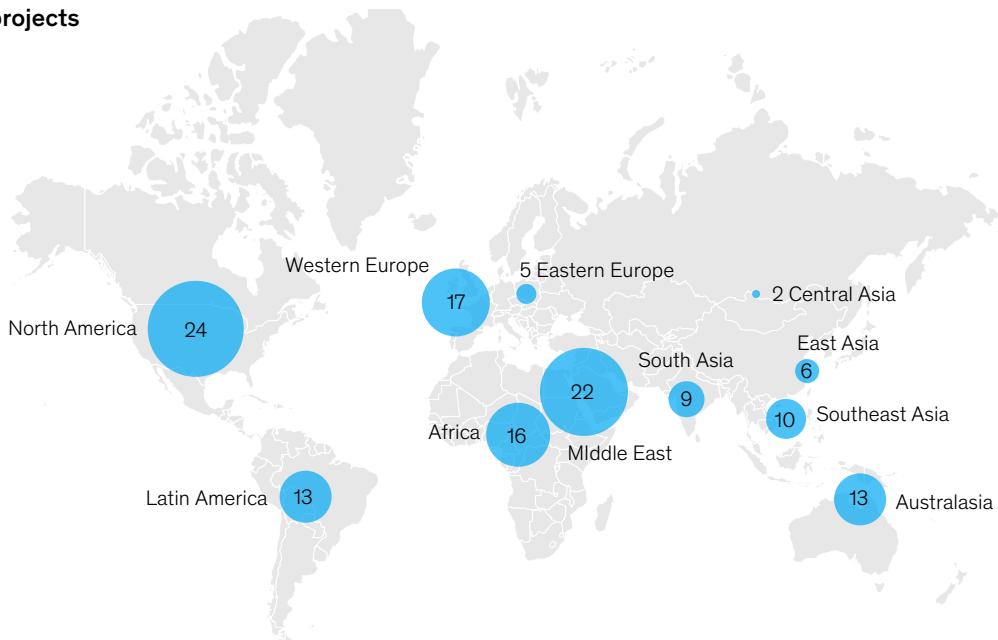 projects
Western Europe
17
5 Eastern Europe
2 Central Asia
North America
24
East Asia
6
South Asia
9
22
MIddle East
Africa
16
10
Southeast Asia
Latin America
13
13
Australasia